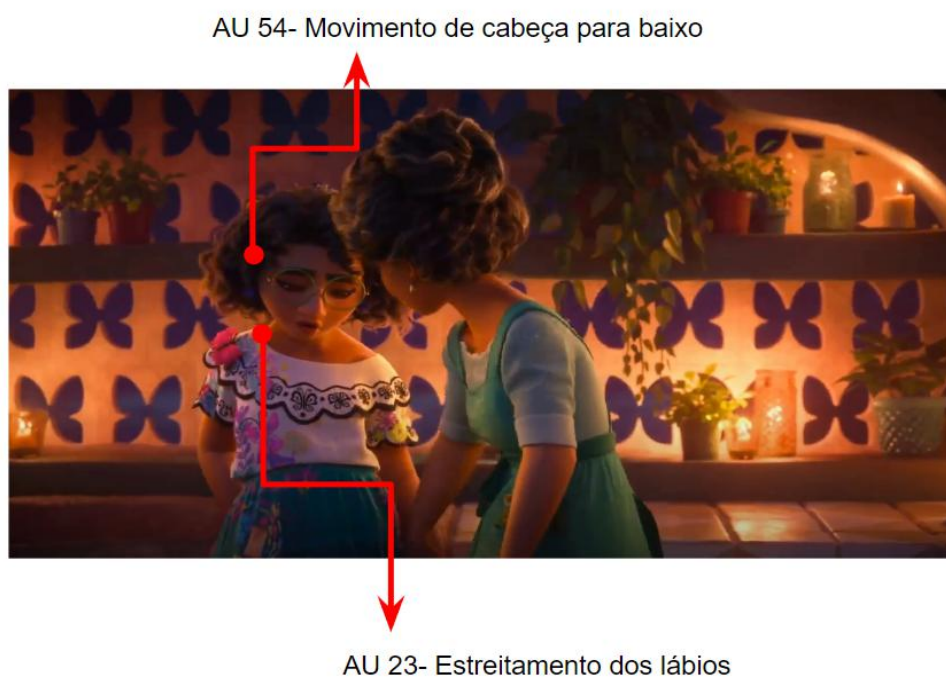 AU 54- Movimento de cabeça para baixo
AU 23- Estreitamento dos lábios